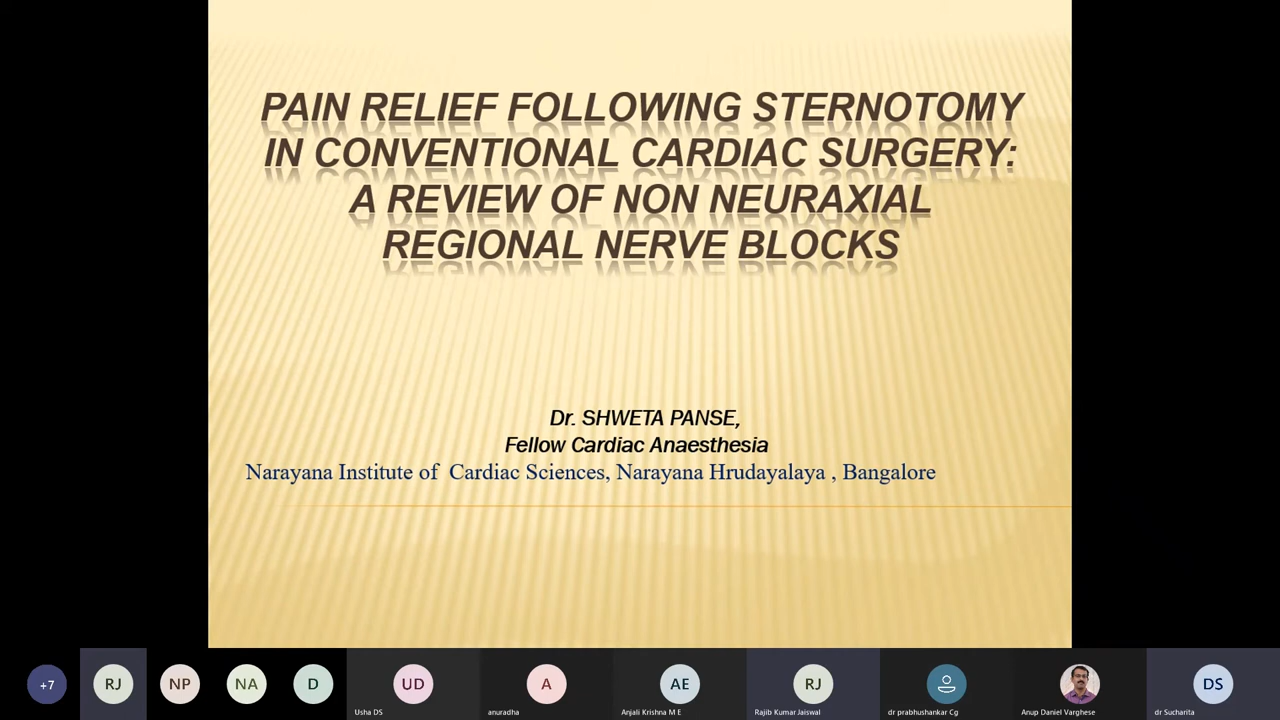 PAIN RELIEF FOLLOWING STERNOTOMY
IN CONVENTIONAL CARDIAC SURGERY:
A REVIEW OF NON NEURAXIAL
REGIONAL NERVE BLOCKS
Dr. SHWETA PANSE,
Fellow Cardiac Anaesthesia
Narayana Institute of Cardiac Sciences, Narayana Hrudayalaya , Bangalore
+7
RJ
NP
NA
D
UD
A
AE
RJ
DS
Usha DS
anuradha
Anjali Krishna M E
Rajib Kumar Jaiswal
dr prabhushankar Cg
Anup Daniel Varghese
dr Sucharita